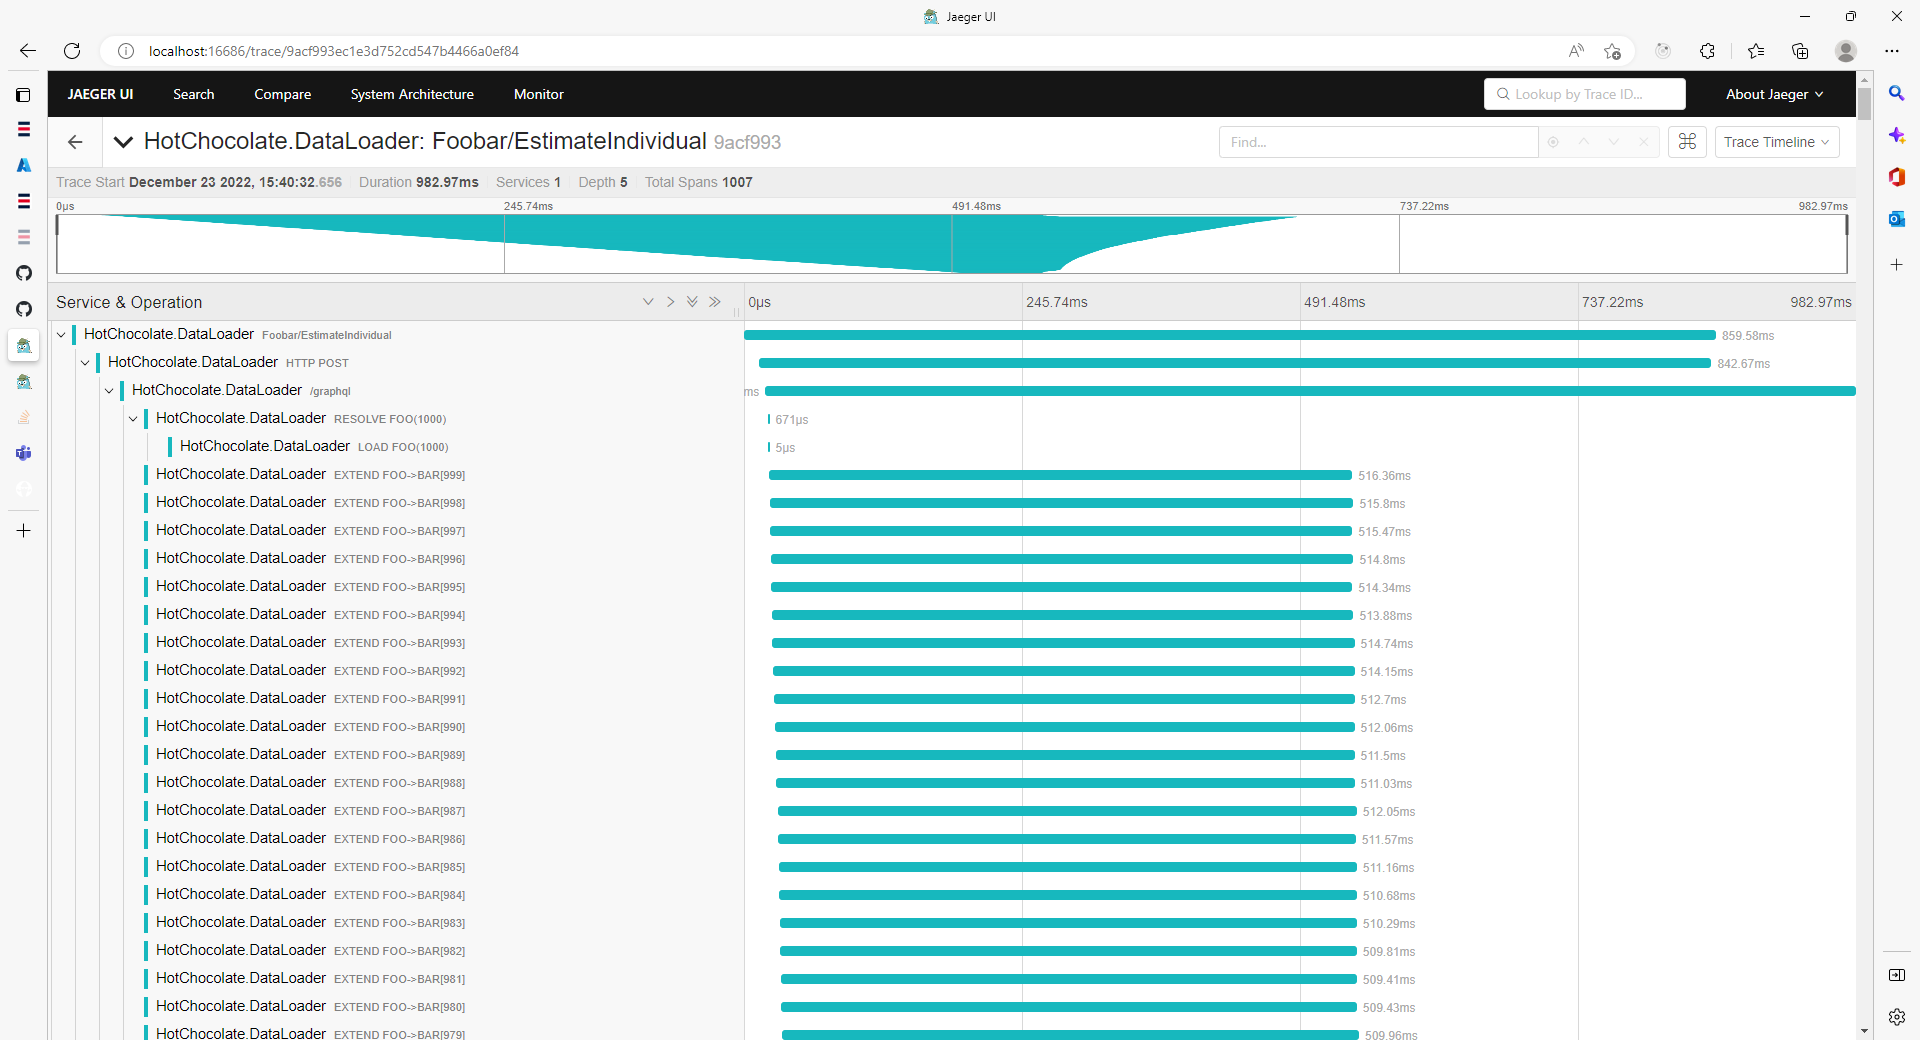 Jaeger UI
localhost:16686/trace/9acf993ec1e3d752cd547b4466a0ef84
JAEGER UI Search Compare System Architecture Monitor Lookup by Trace ID... About Jaeger
HotChocolate.DataLoader: Foobar/EstimateIndividual 9acf993 Find... Trace Timeline
Trace Start December 23 2022, 15:40:32.656 Duration 982.97ms Services 1 Depth 5 Total Spans 1007
0μs 245.74ms 491.48ms 737.22ms 982.97ms
Service & Operation 0μs 245.74ms 491.48ms 737.22ms 982.97ms
HotChocolate.DataLoader Foobar/EstimateIndividual 859.58ms
HotChocolate.DataLoader HTTP POST 842.67ms
HotChocolate.DataLoader /graphql ms
HotChocolate.DataLoader RESOLVE FOO(1000) 671μs
HotChocolate.DataLoader LOAD FOO(1000) 5μs
HotChocolate.DataLoader EXTEND FOO->BAR[999] 516.36ms
HotChocolate.DataLoader EXTEND FOO->BAR[998] 515.8ms
HotChocolate.DataLoader EXTEND FOO->BAR[997] 515.47ms
HotChocolate.DataLoader EXTEND FOO->BAR[996] 514.8ms
HotChocolate.DataLoader EXTEND FOO->BAR[995] 514.34ms
HotChocolate.DataLoader EXTEND FOO->BAR[994] 513.88ms
HotChocolate.DataLoader EXTEND FOO->BAR[993] 514.74ms
HotChocolate.DataLoader EXTEND FOO->BAR[992] 514.15ms
HotChocolate.DataLoader EXTEND FOO->BAR[991] 512.7ms
HotChocolate.DataLoader EXTEND FOO->BAR[990] 512.06ms
HotChocolate.DataLoader EXTEND FOO->BAR[989] 511.5ms
HotChocolate.DataLoader EXTEND FOO->BAR[988] 511.03ms
HotChocolate.DataLoader EXTEND FOO->BAR[987] 512.05ms
HotChocolate.DataLoader EXTEND FOO->BAR[986] 511.57ms
HotChocolate.DataLoader EXTEND FOO->BAR[985] 511.16ms
HotChocolate.DataLoader EXTEND FOO->BAR[984] 510.68ms
HotChocolate.DataLoader EXTEND FOO->BAR[983] 510.29ms
HotChocolate.DataLoader EXTEND FOO->BAR[982] 509.81ms
HotChocolate.DataLoader EXTEND FOO->BAR[981] 509.41ms
HotChocolate.DataLoader EXTEND FOO->BAR[980] 509.43ms
HotChocolate.DataLoader EXTEND FOO->BAR[979] 509.96ms